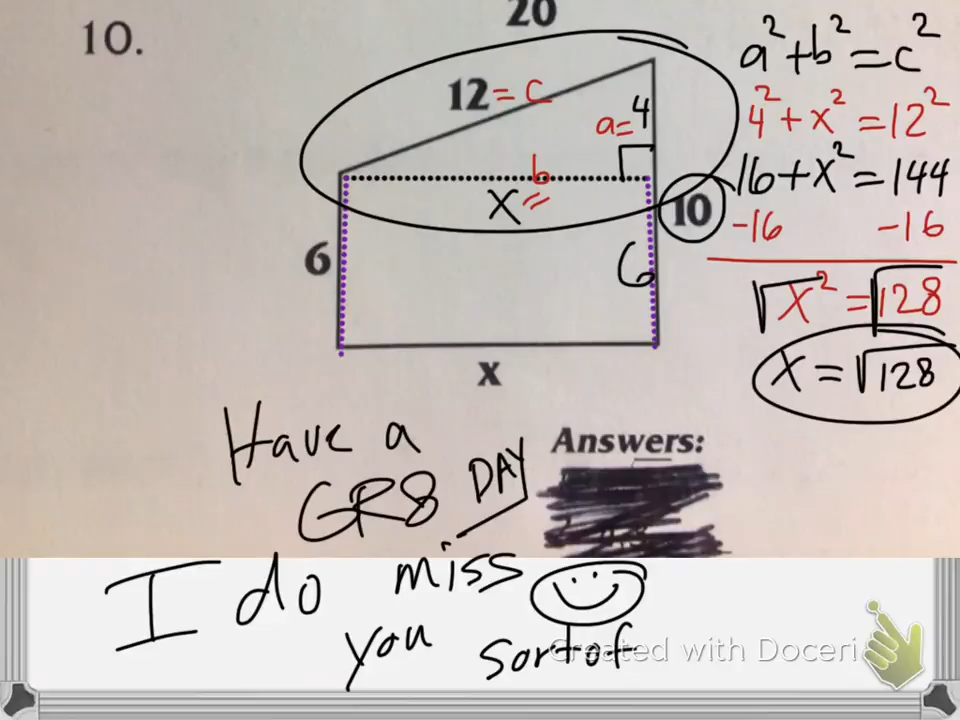 20
10.
12 = c
a = 4
b
x =
6
10
6
x
a² + b² = c²
4² + x² = 12²
16 + x² = 144
-16 -16
√x² = √128
x = √128
Have a
GR8 DAY
Answers:
I do miss
you sort of
Created with Doceri